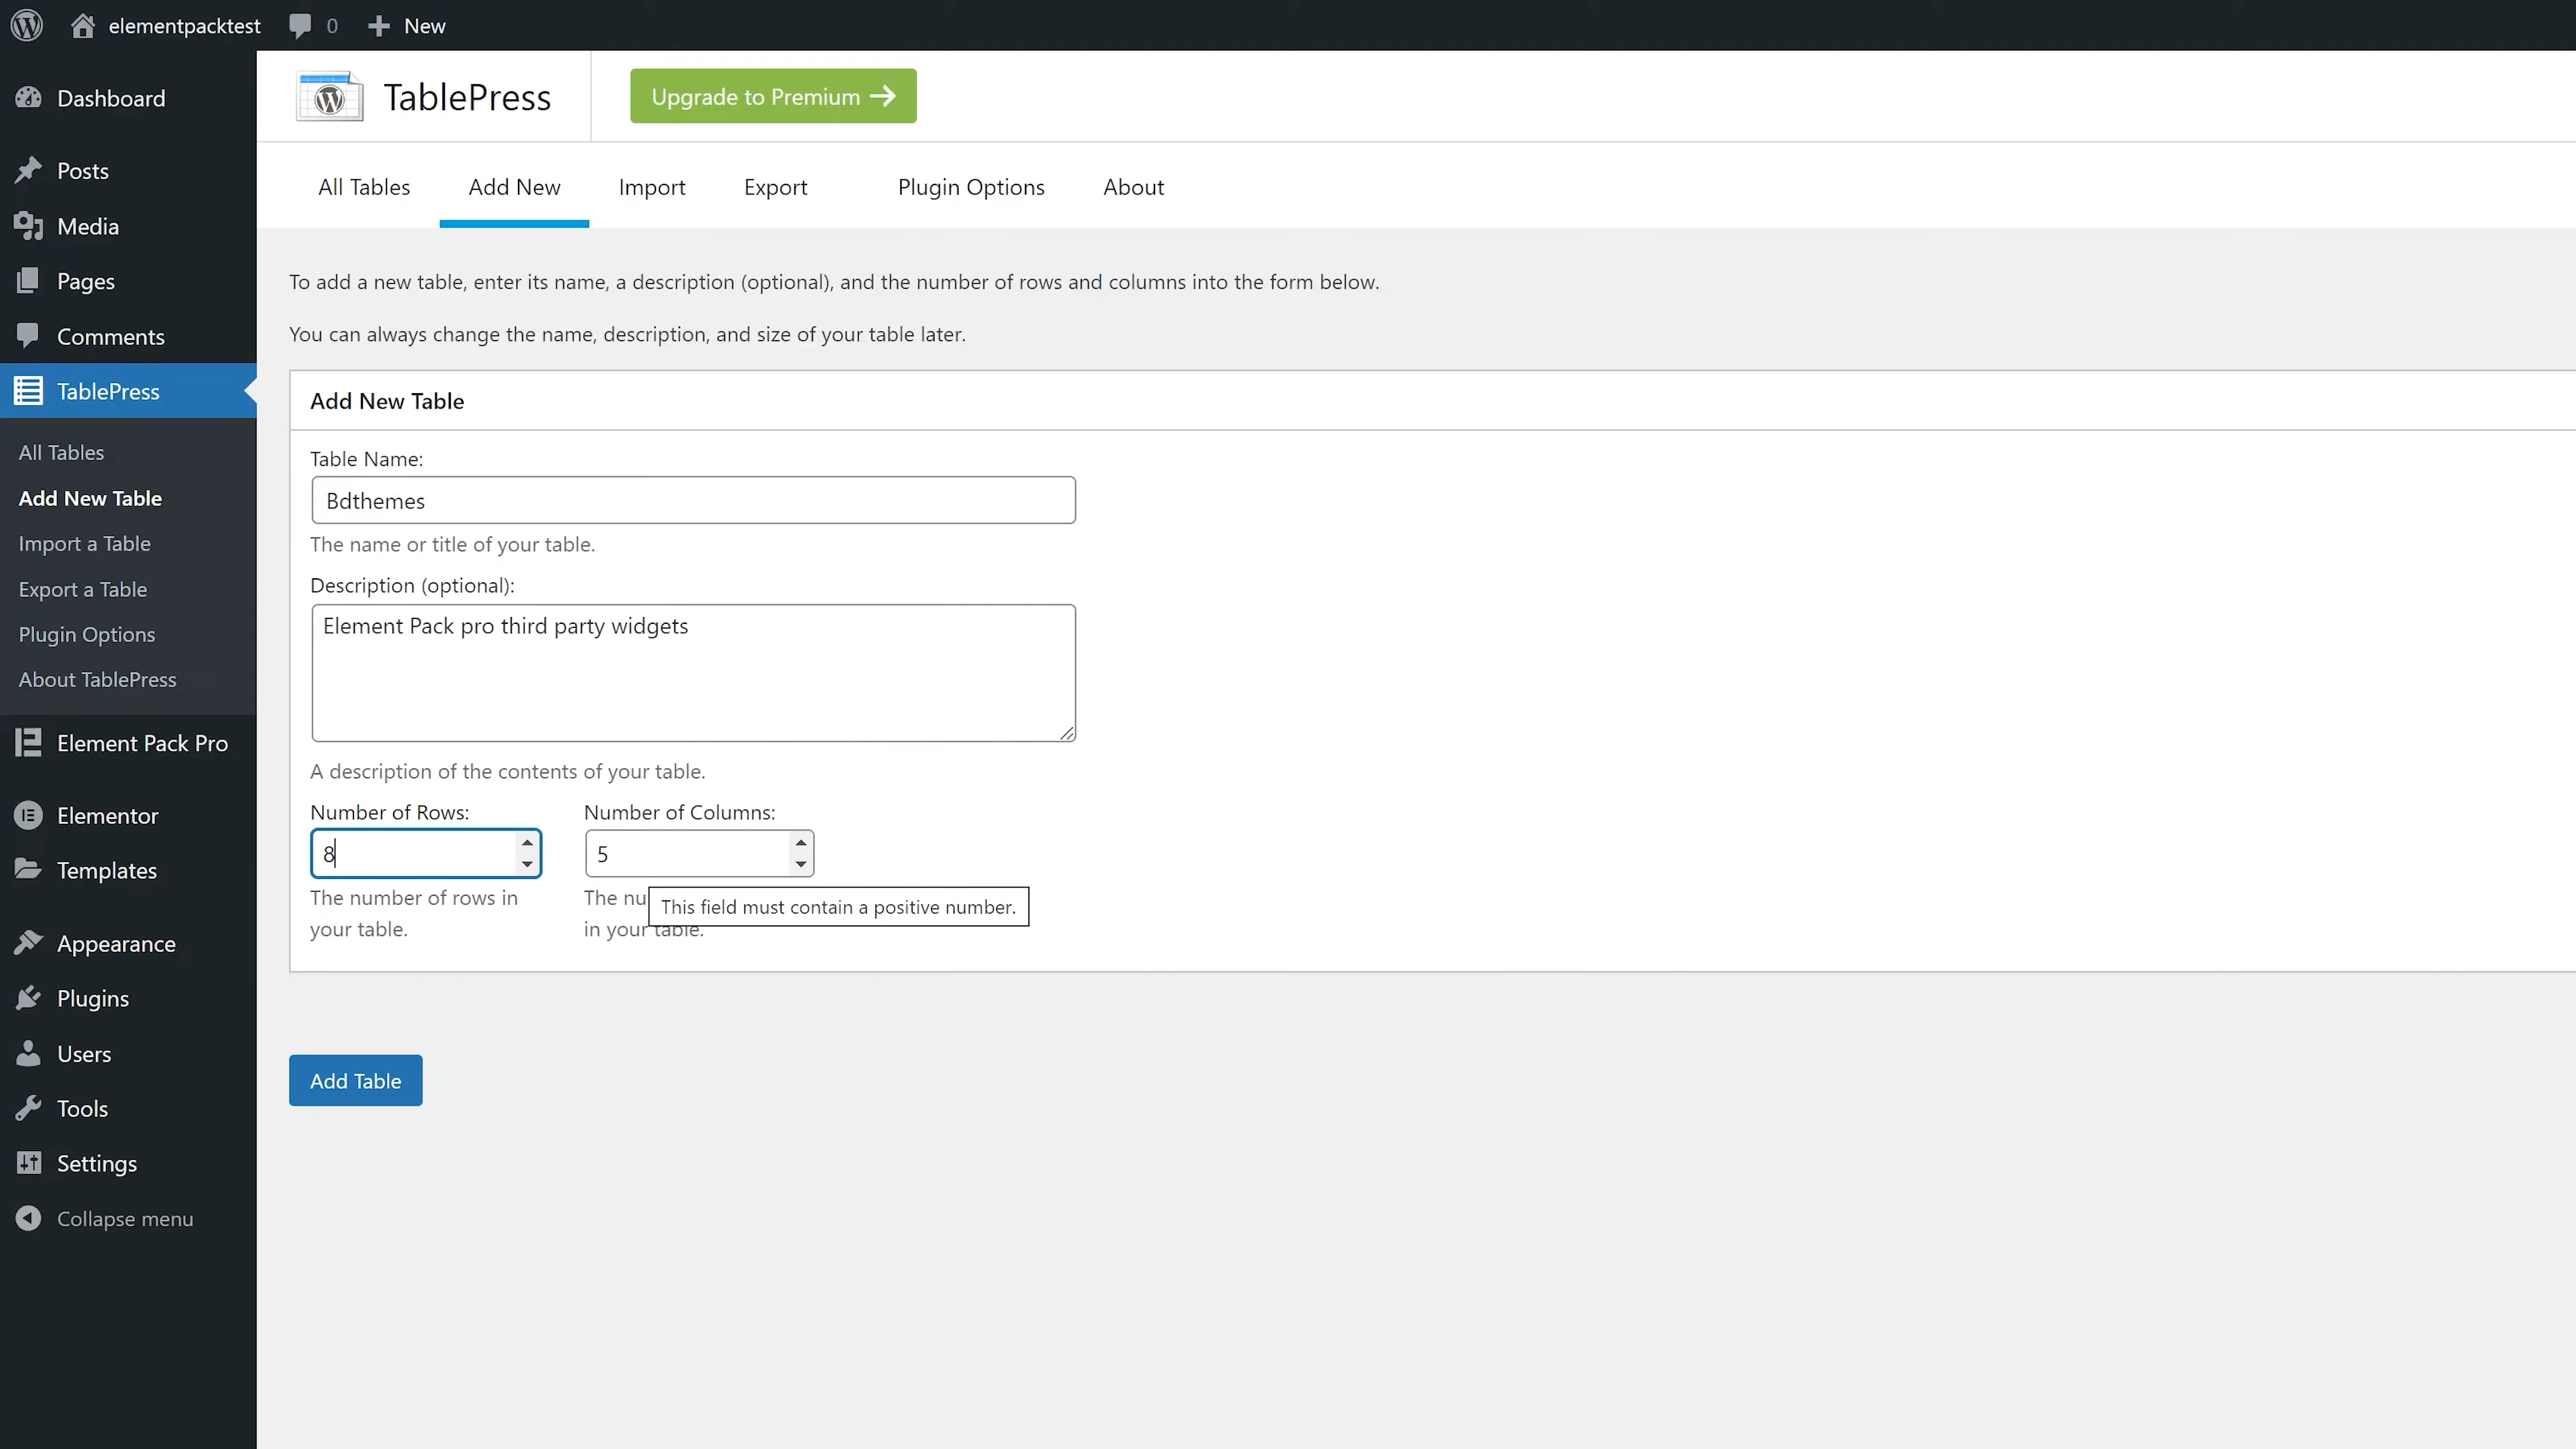 elementpacktest 0 New
Dashboard
Posts
Media
Pages
Comments
TablePress
All Tables
Add New Table
Import a Table
Export a Table
Plugin Options
About TablePress
Element Pack Pro
Elementor
Templates
Appearance
Plugins
Users
Tools
Settings
Collapse menu
TablePress
Upgrade to Premium
All Tables Add New Import Export Plugin Options About
To add a new table, enter its name, a description (optional), and the number of rows and columns into the form below.
You can always change the name, description, and size of your table later.
Add New Table
Table Name:
Bdthemes
The name or title of your table.
Description (optional):
Element Pack pro third party widgets
A description of the contents of your table.
Number of Rows: Number of Columns:
8 5
The number of rows in
your table.
The nu
in your table.
This field must contain a positive number.
Add Table